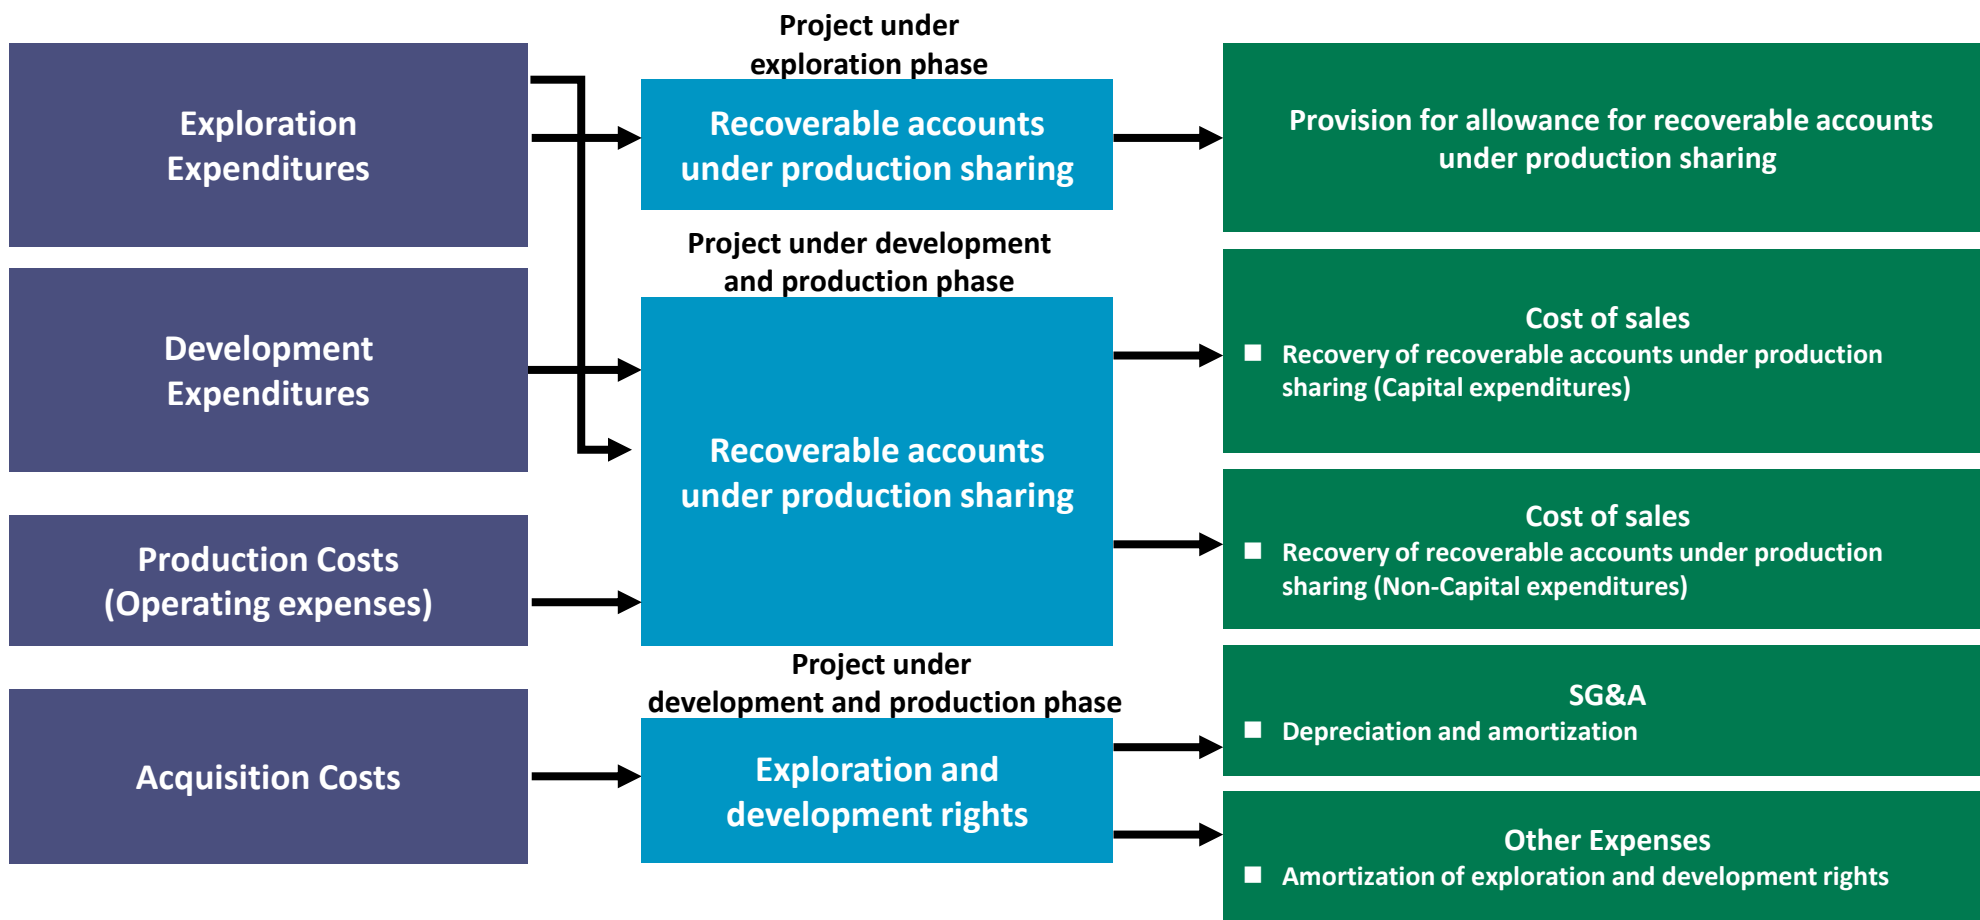 Exploration
Expenditures
Development
Expenditures
Production Costs
(Operating expenses)
Acquisition Costs
Project under
exploration phase
Recoverable accounts
under production sharing
Project under development
and production phase
Recoverable accounts
under production sharing
Project under
development and production phase
Exploration and
development rights
Provision for allowance for recoverable accounts
under production sharing
Cost of sales
Recovery of recoverable accounts under production
sharing (Capital expenditures)
Cost of sales
Recovery of recoverable accounts under production
sharing (Non-Capital expenditures)
SG&A
Depreciation and amortization
Other Expenses
Amortization of exploration and development rights